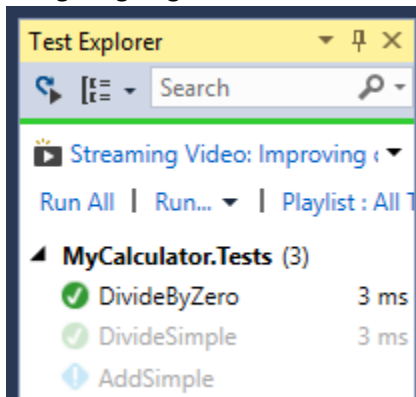 Test Explorer
Search
Streaming Video: Improving
Run All | Run... | Playlist : All
MyCalculator.Tests (3)
DivideByZero 3 ms
DivideSimple 3 ms
AddSimple